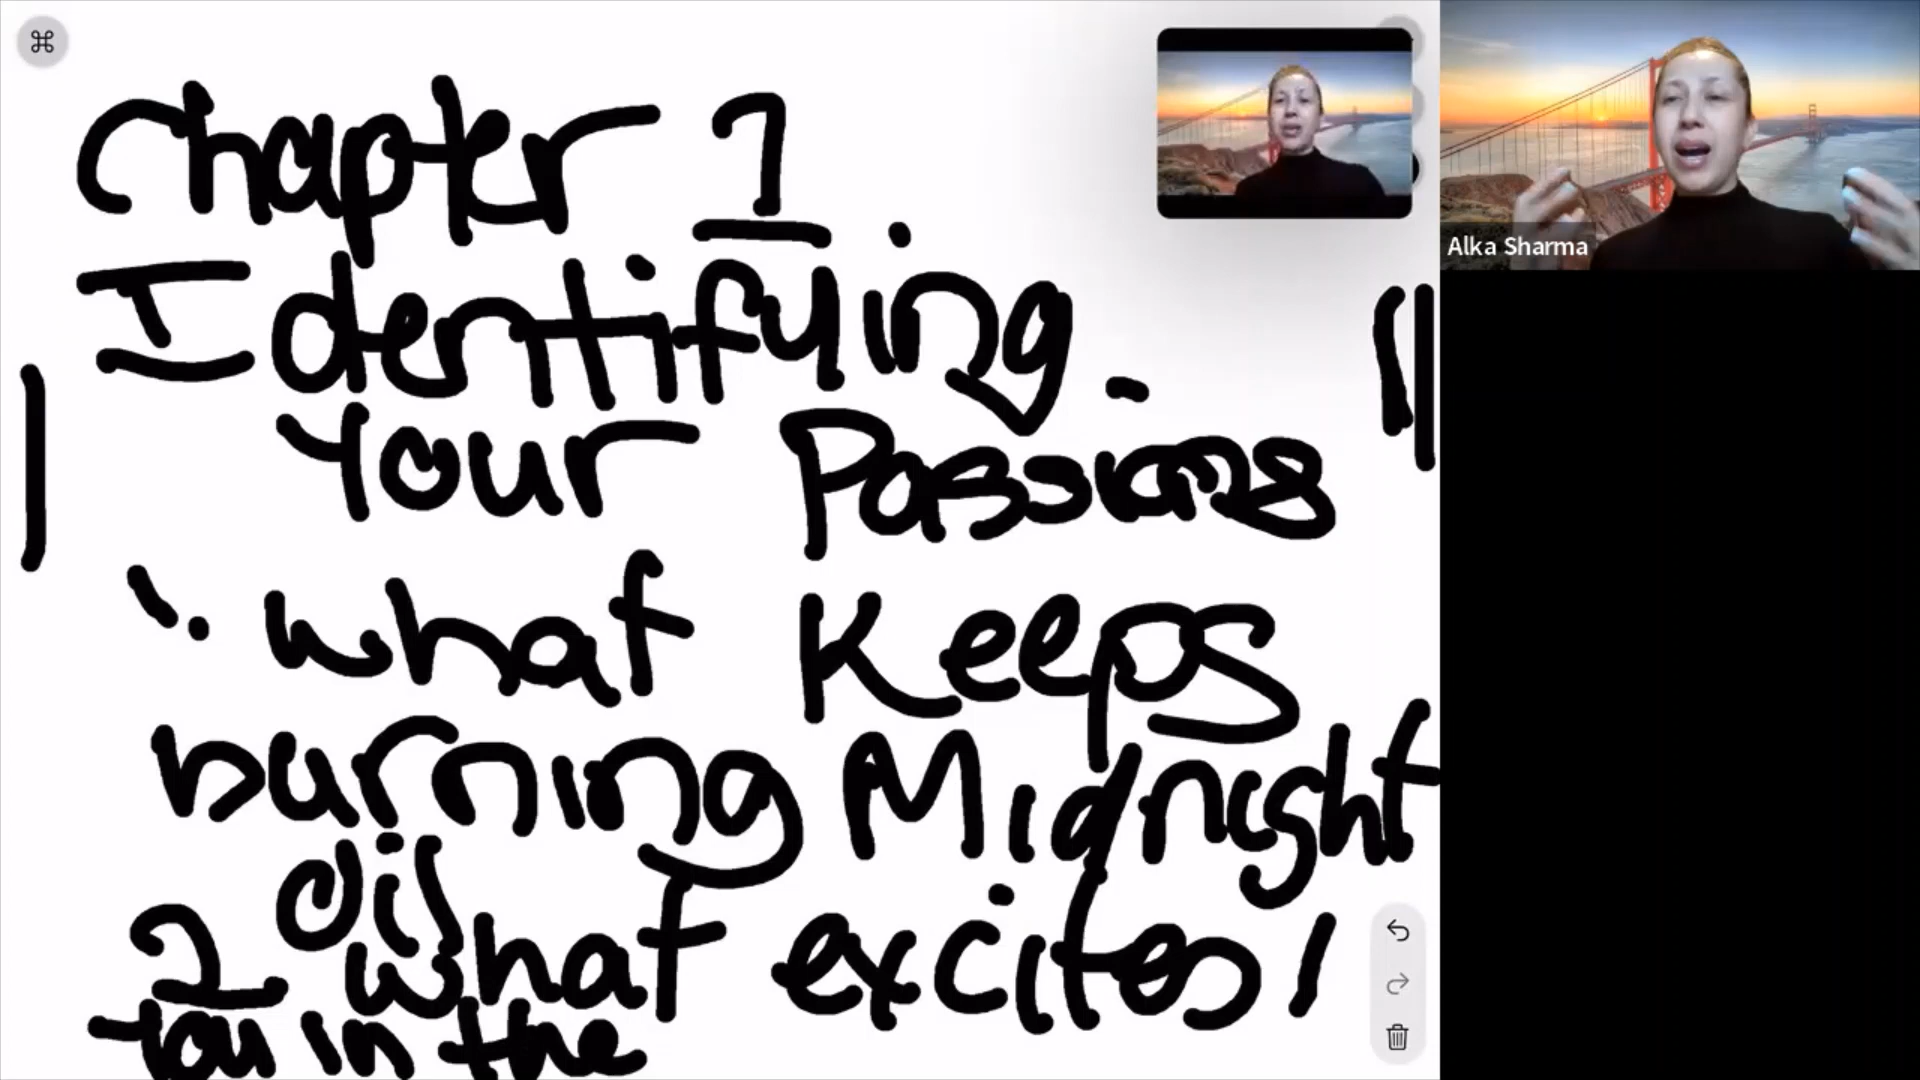 Chapter 1.
Identifying
Your Passions
1. what Keeps
burning Midnight
oil
2 what excites
you in the
Alka Sharma